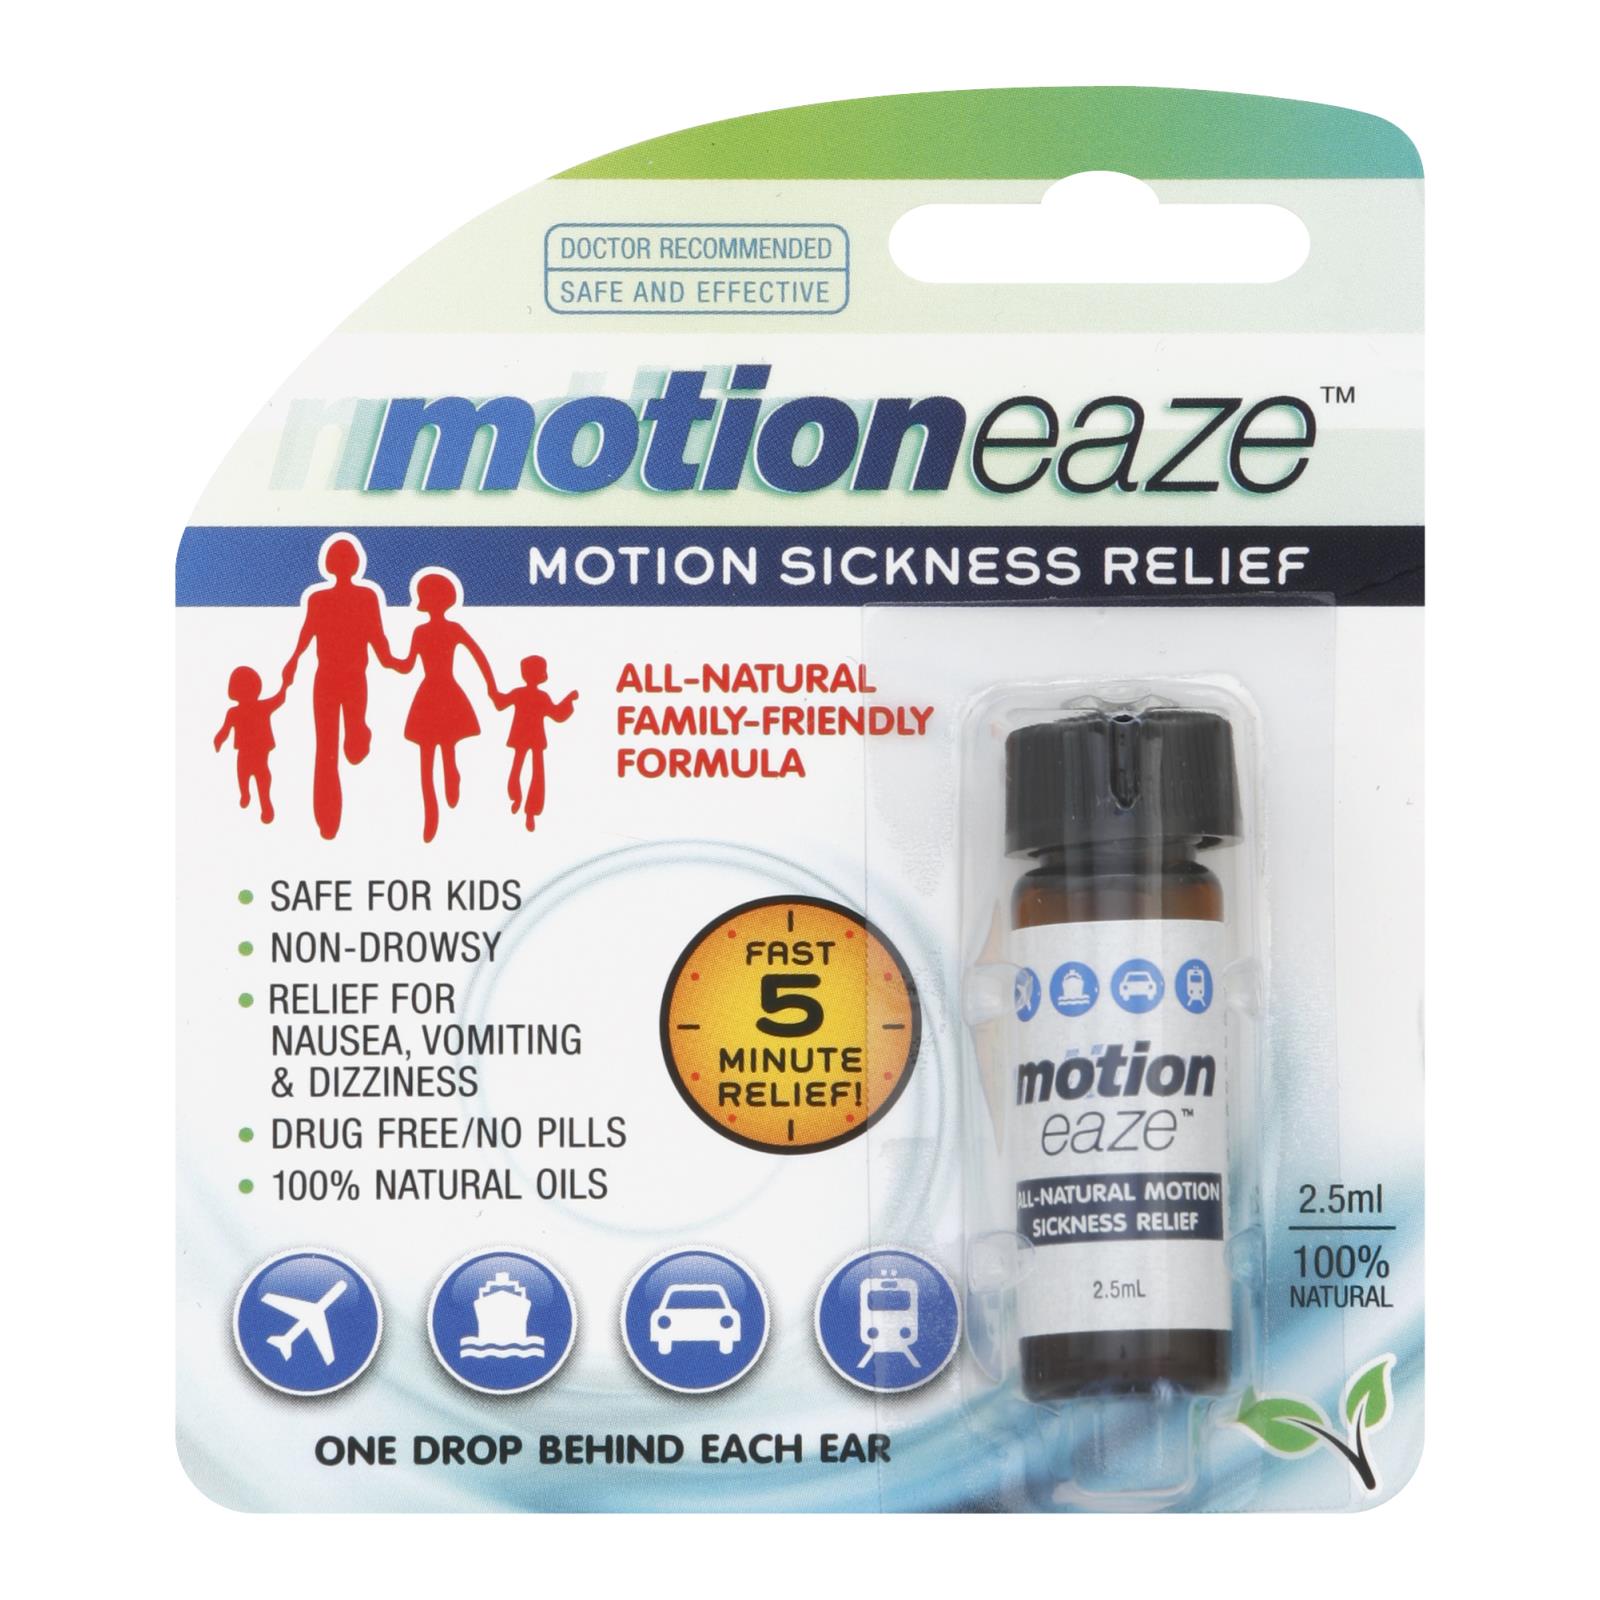 DOCTOR RECOMMENDED
SAFE AND EFFECTIVE
motioneaze™
MOTION SICKNESS RELIEF
ALL-NATURAL
FAMILY-FRIENDLY
FORMULA
• SAFE FOR KIDS
• NON-DROWSY
• RELIEF FOR
NAUSEA, VOMITING
& DIZZINESS
• DRUG FREE/NO PILLS
• 100% NATURAL OILS
FAST
5
MINUTE
RELIEF!
motion
eaze™
ALL-NATURAL MOTION
SICKNESS RELIEF
2.5mL
2.5ml
100%
NATURAL
ONE DROP BEHIND EACH EAR